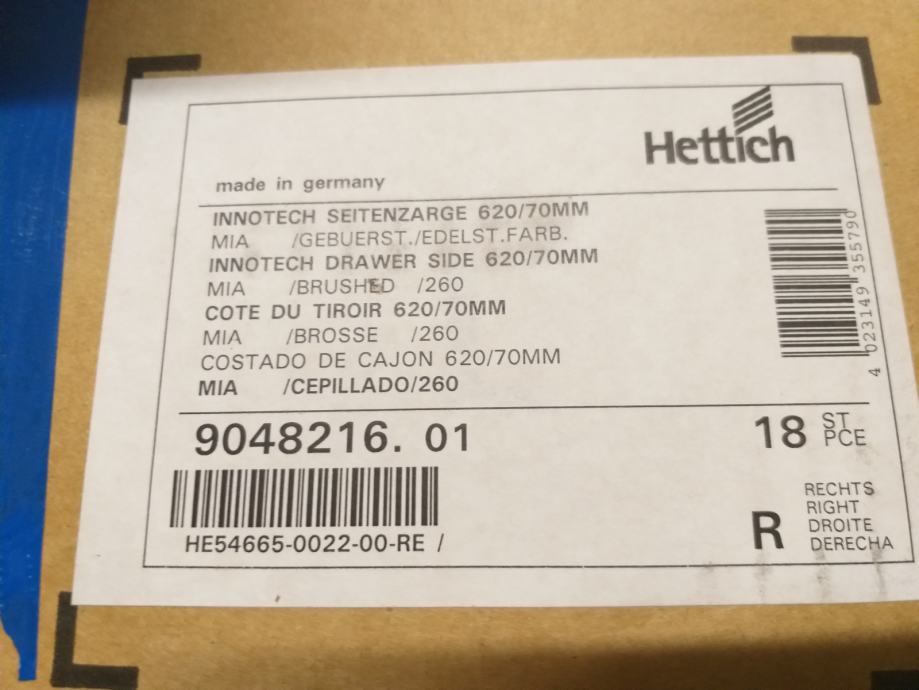 Hettich
made in germany
INNOTECH SEITENZARGE 620/70MM
MIA /GEBUERST./EDELST.FARB.
INNOTECH DRAWER SIDE 620/70MM
MIA /BRUSHED /260
COTE DU TIROIR 620/70MM
MIA /BROSSE /260
COSTADO DE CAJON 620/70MM
MIA /CEPILLADO/260
4 023149 355790
9048216. 01
18 ST PCE
HE54665-0022-00-RE /
R
RECHTS
RIGHT
DROITE
DERECHA